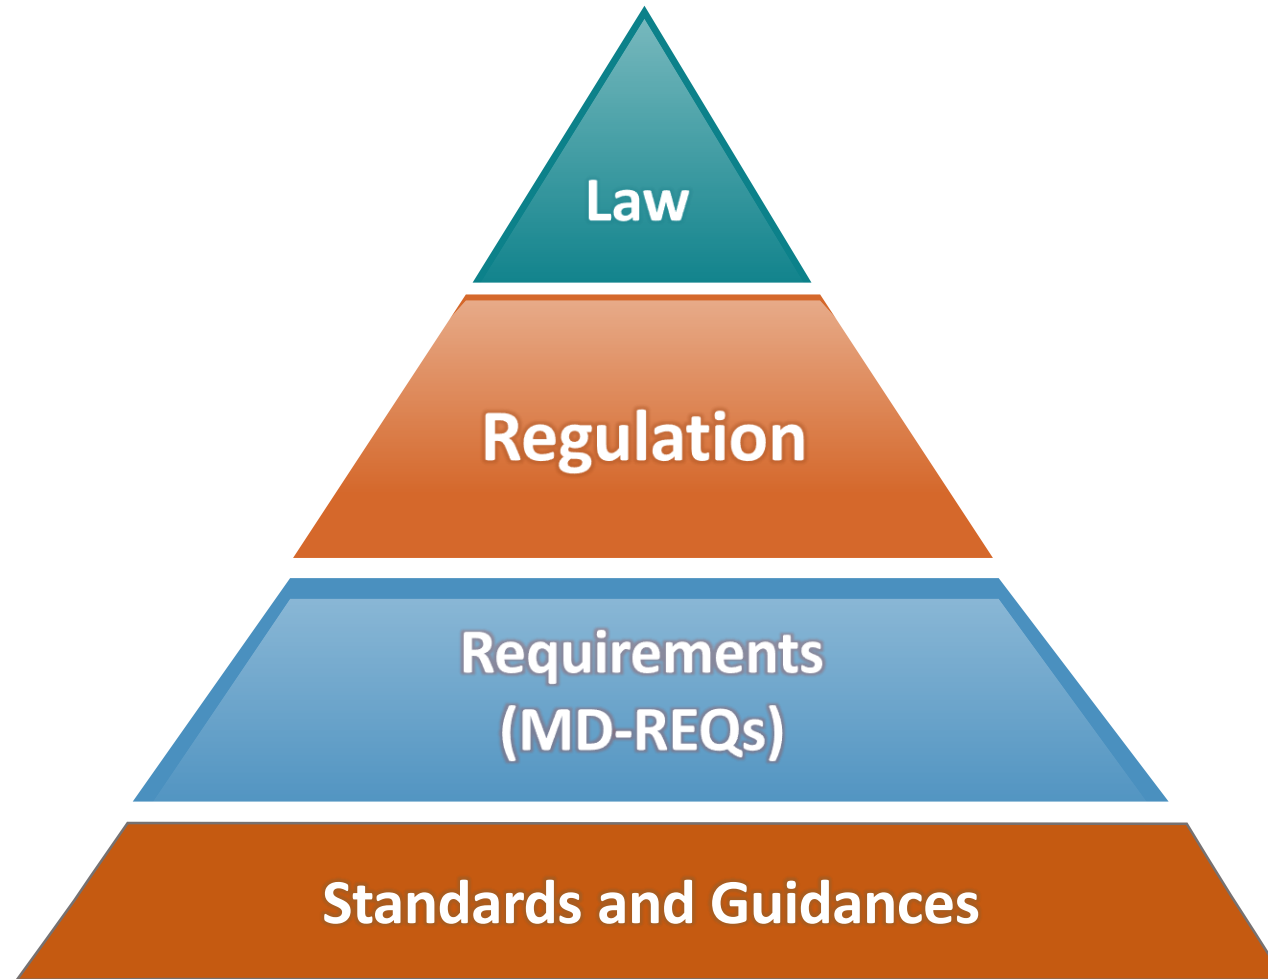 Law
Regulation
Requirements
(MD-REQs)
Standards and Guidances